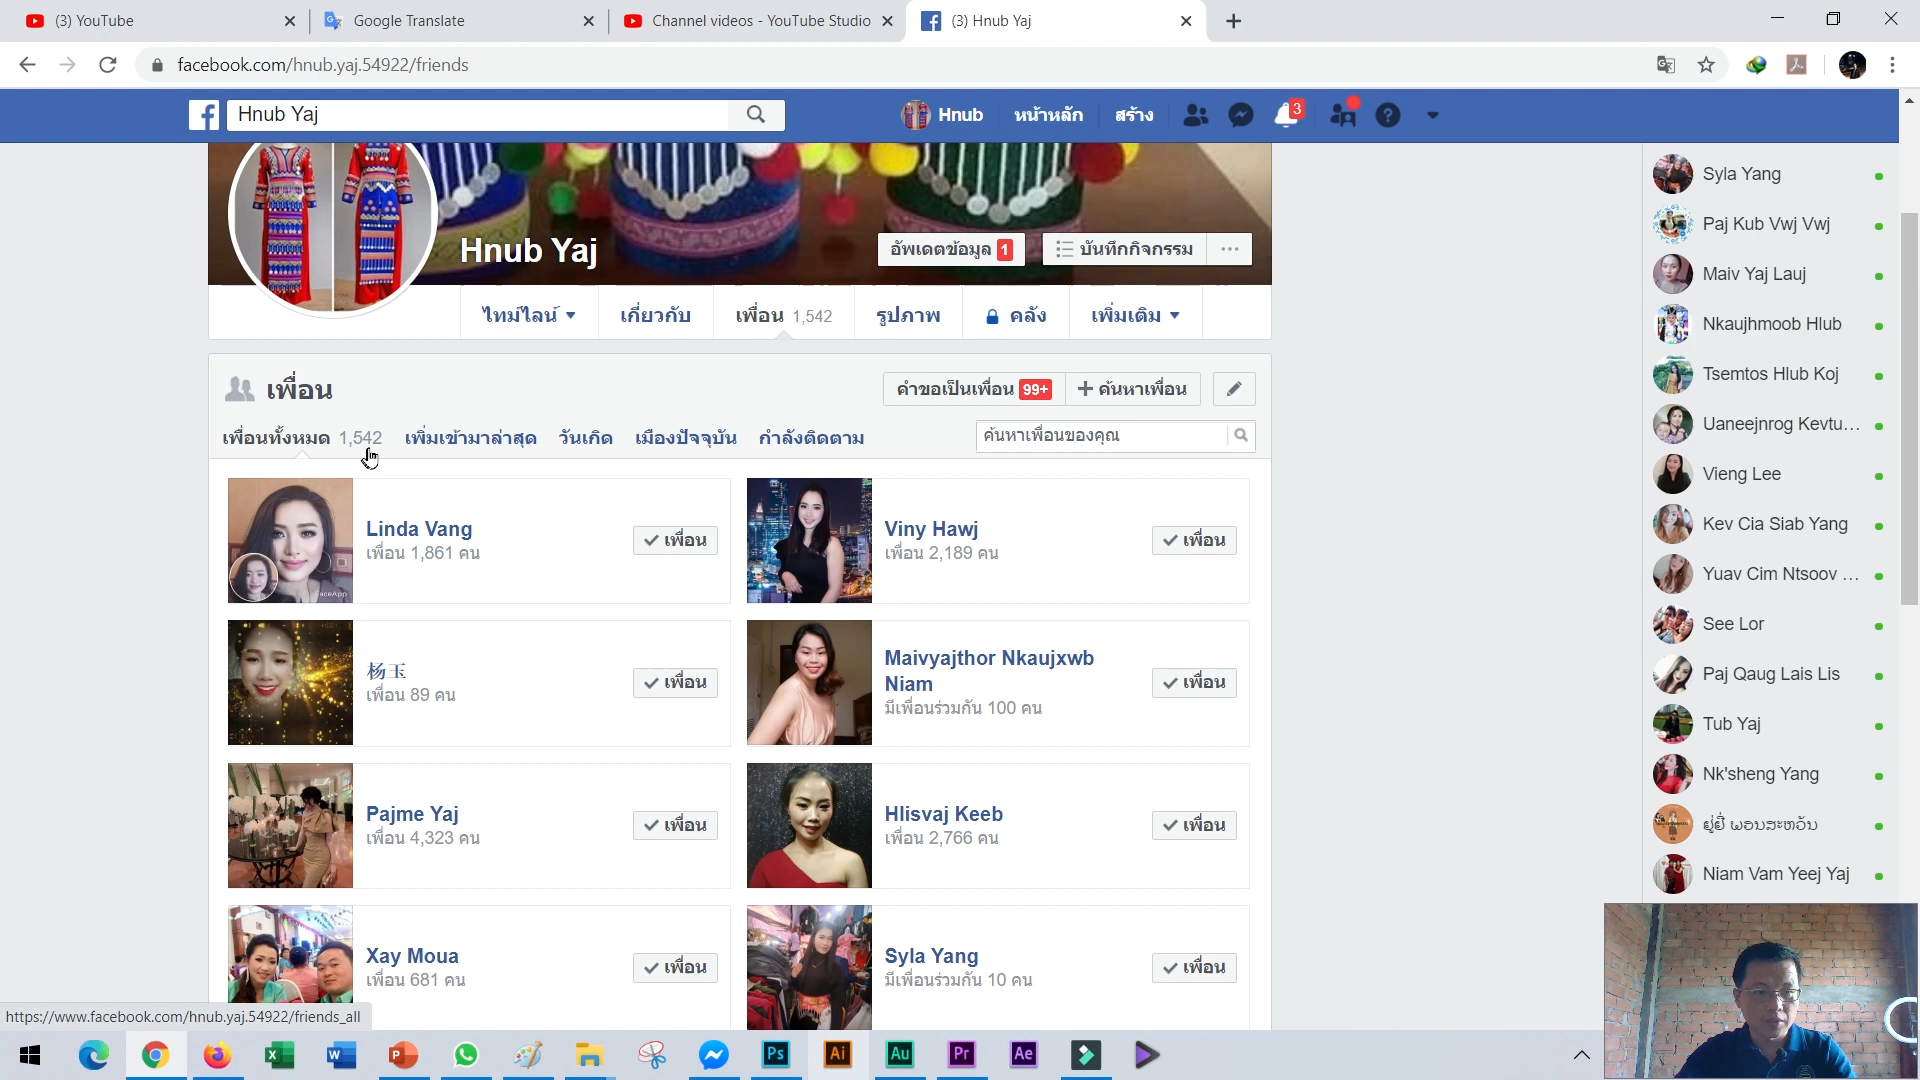 (3) YouTube
Google Translate
Channel videos - YouTube Studio
(3) Hnub Yaj
facebook.com/hnub.yaj.54922/friends
Hnub Yaj
Hnub
หน้าหลัก
สร้าง
3
Hnub Yaj
อัพเดตข้อมูล 1
บันทึกกิจกรรม
ไทม์ไลน์
เกี่ยวกับ
เพื่อน 1,542
รูปภาพ
คลัง
เพิ่มเติม
เพื่อน
คำขอเป็นเพื่อน 99+
ค้นหาเพื่อน
เพื่อนทั้งหมด 1,542
เพิ่มเข้ามาล่าสุด
วันเกิด
เมืองปัจจุบัน
กำลังติดตาม
ค้นหาเพื่อนของคุณ
Linda Vang
เพื่อน 1,861 คน
เพื่อน
FaceApp
Viny Hawj
เพื่อน 2,189 คน
เพื่อน
杨玉
เพื่อน 89 คน
เพื่อน
Maivyajthor Nkaujxwb
Niam
มีเพื่อนร่วมกัน 100 คน
เพื่อน
Pajme Yaj
เพื่อน 4,323 คน
เพื่อน
Hlisvaj Keeb
เพื่อน 2,766 คน
เพื่อน
Xay Moua
เพื่อน 681 คน
เพื่อน
Syla Yang
มีเพื่อนร่วมกัน 10 คน
เพื่อน
Syla Yang
Paj Kub Vwj Vwj
Maiv Yaj Lauj
Nkaujhmoob Hlub
Tsemtos Hlub Koj
Uaneejnrog Kevtu...
Vieng Lee
Kev Cia Siab Yang
Yuav Cim Ntsoov ...
See Lor
Paj Qaug Lais Lis
Tub Yaj
Nk'sheng Yang
ພອນສະຫວັນ
Niam Vam Yeej Yaj
https://www.facebook.com/hnub.yaj.54922/friends_all
Ps
Ai
Au
Pr
Ae